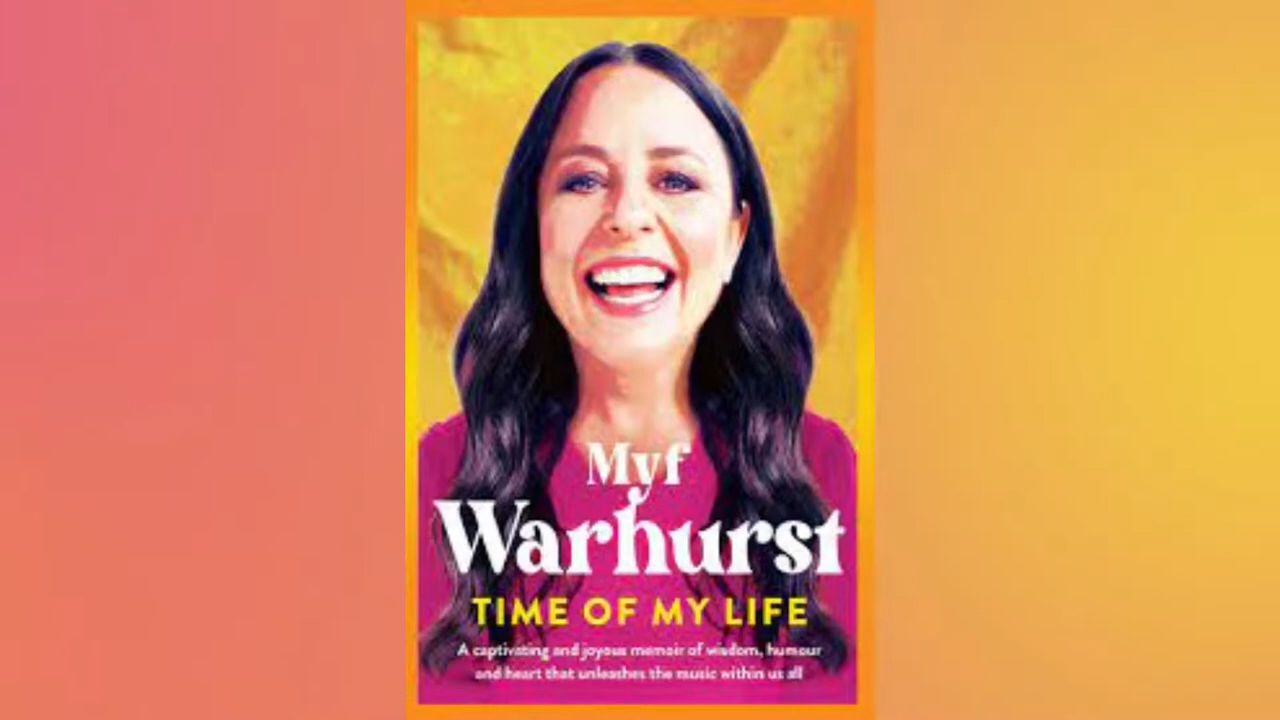 Myf
Warhurst
TIME OF MY LIFE
A captivating and joyous memoir of wisdom, humour
and heart that unleashes the music within us all